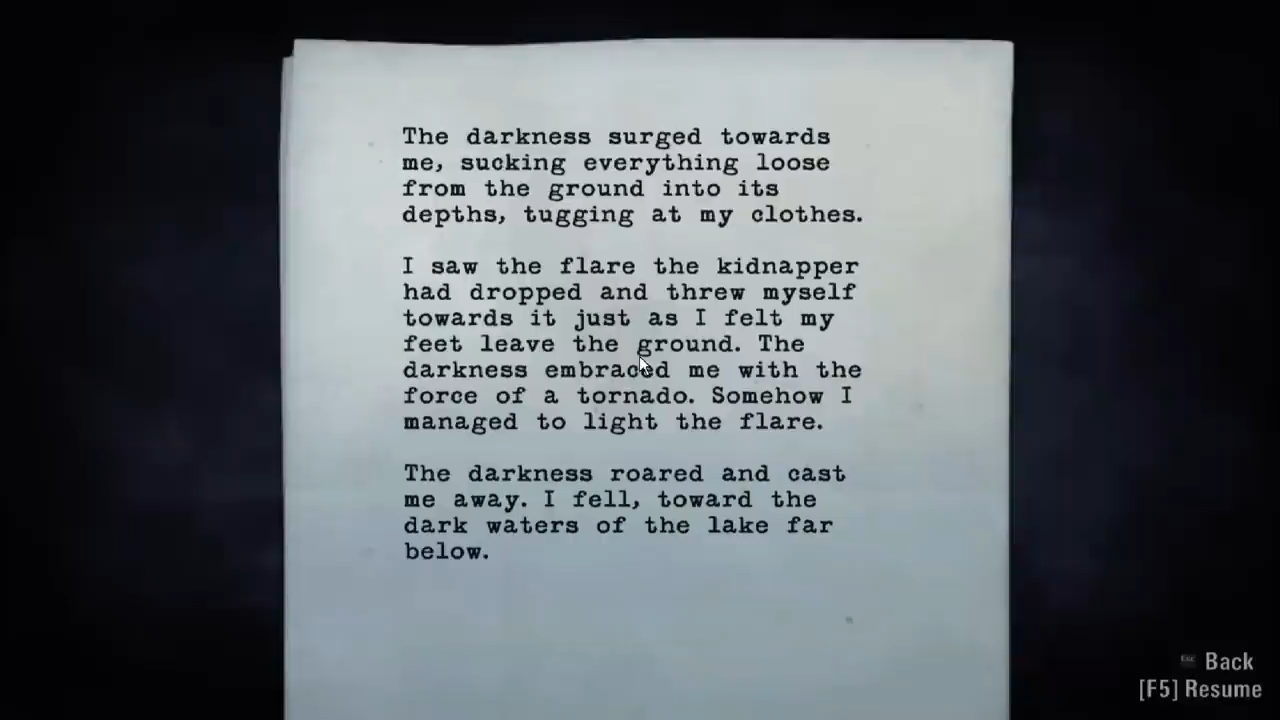 The darkness surged towards
me, sucking everything loose
from the ground into its
depths, tugging at my clothes.
I saw the flare the kidnapper
had dropped and threw myself
towards it just as I felt my
feet leave the ground. The
darkness embraced me with the
force of a tornado. Somehow I
managed to light the flare.
The darkness roared and cast
me away. I fell, toward the
dark waters of the lake far
below.
Esc Back
[F5] Resume